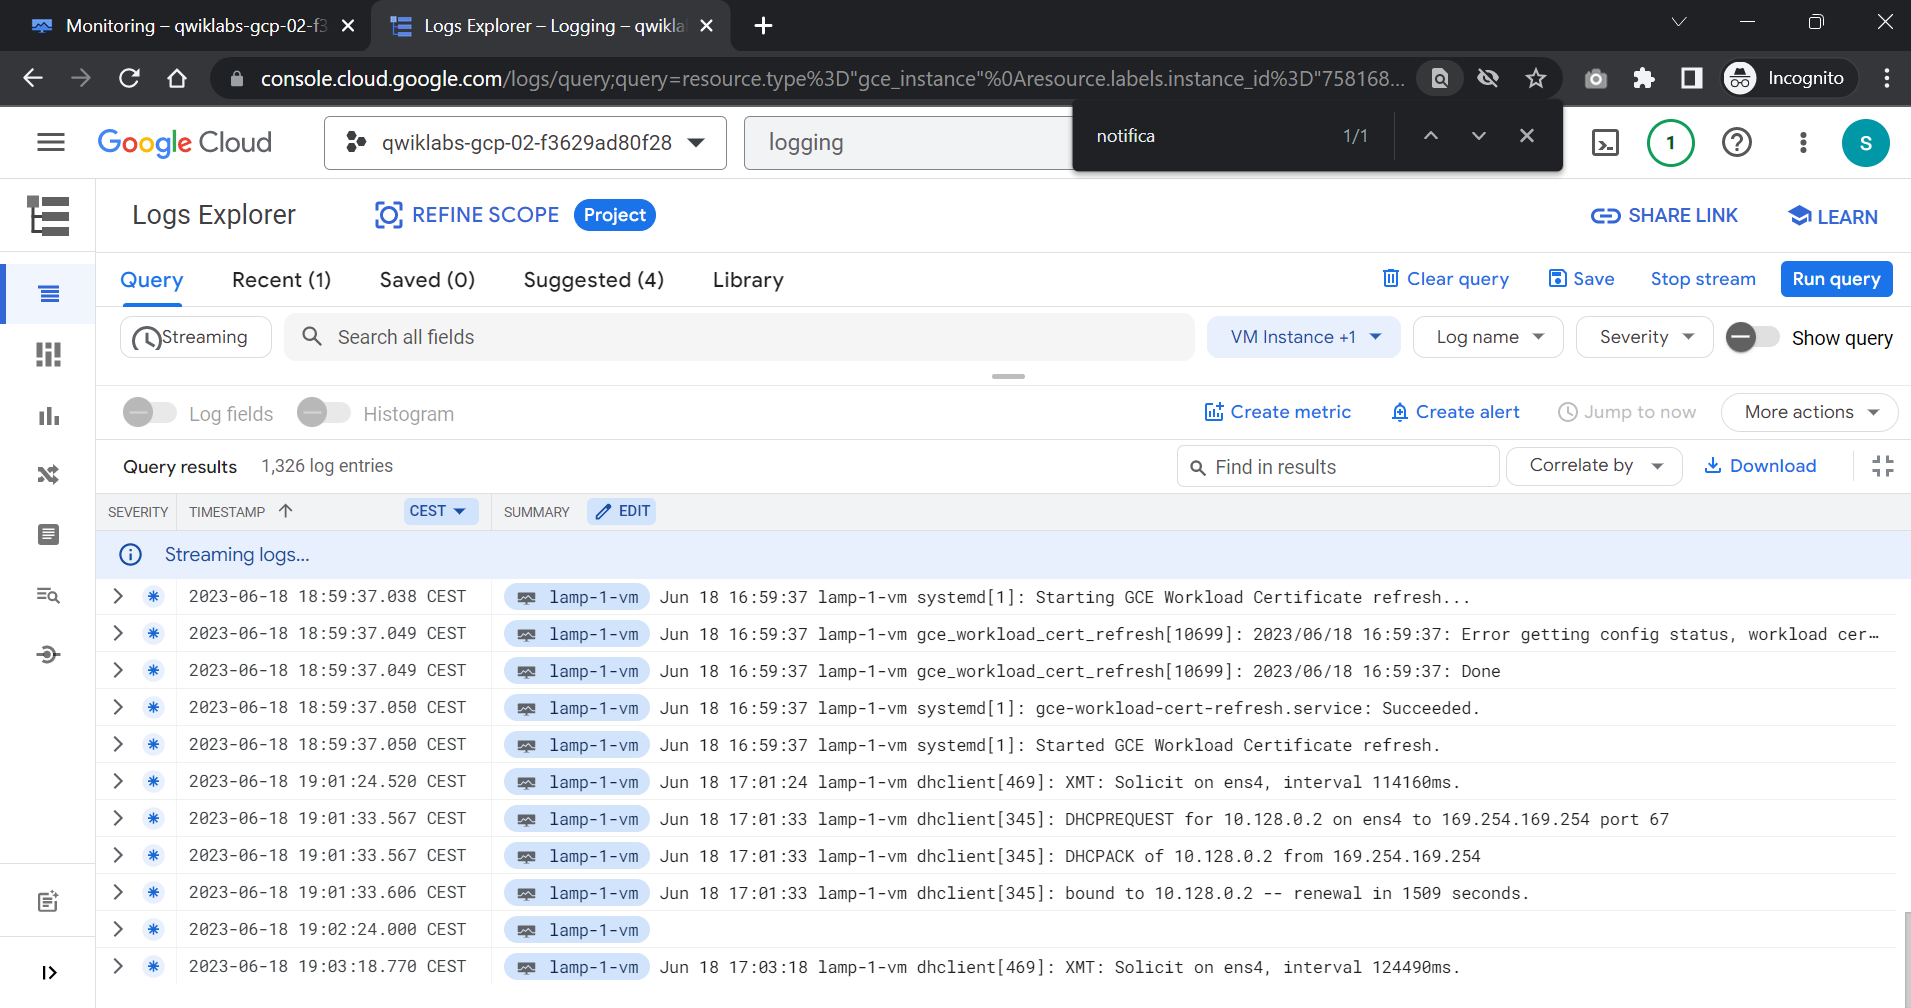 Monitoring – qwiklabs-gcp-02-f3
Logs Explorer – Logging – qwikla
console.cloud.google.com/logs/query;query=resource.type%3D"gce_instance"%0Aresource.labels.instance_id%3D"758168...
Incognito
notifica 1/1
Google Cloud
qwiklabs-gcp-02-f3629ad80f28
logging
1
S
Logs Explorer
REFINE SCOPE
Project
SHARE LINK
LEARN
Query
Recent (1)
Saved (0)
Suggested (4)
Library
Clear query
Save
Stop stream
Run query
Streaming
Search all fields
VM Instance +1
Log name
Severity
Show query
Log fields
Histogram
Create metric
Create alert
Jump to now
More actions
Query results 1,326 log entries
Find in results
Correlate by
Download
SEVERITY TIMESTAMP CEST SUMMARY EDIT
Streaming logs...
2023-06-18 18:59:37.038 CEST lamp-1-vm Jun 18 16:59:37 lamp-1-vm systemd[1]: Starting GCE Workload Certificate refresh...
2023-06-18 18:59:37.049 CEST lamp-1-vm Jun 18 16:59:37 lamp-1-vm gce_workload_cert_refresh[10699]: 2023/06/18 16:59:37: Error getting config status, workload cer…
2023-06-18 18:59:37.049 CEST lamp-1-vm Jun 18 16:59:37 lamp-1-vm gce_workload_cert_refresh[10699]: 2023/06/18 16:59:37: Done
2023-06-18 18:59:37.050 CEST lamp-1-vm Jun 18 16:59:37 lamp-1-vm systemd[1]: gce-workload-cert-refresh.service: Succeeded.
2023-06-18 18:59:37.050 CEST lamp-1-vm Jun 18 16:59:37 lamp-1-vm systemd[1]: Started GCE Workload Certificate refresh.
2023-06-18 19:01:24.520 CEST lamp-1-vm Jun 18 17:01:24 lamp-1-vm dhclient[469]: XMT: Solicit on ens4, interval 114160ms.
2023-06-18 19:01:33.567 CEST lamp-1-vm Jun 18 17:01:33 lamp-1-vm dhclient[345]: DHCPREQUEST for 10.128.0.2 on ens4 to 169.254.169.254 port 67
2023-06-18 19:01:33.567 CEST lamp-1-vm Jun 18 17:01:33 lamp-1-vm dhclient[345]: DHCPACK of 10.128.0.2 from 169.254.169.254
2023-06-18 19:01:33.606 CEST lamp-1-vm Jun 18 17:01:33 lamp-1-vm dhclient[345]: bound to 10.128.0.2 -- renewal in 1509 seconds.
2023-06-18 19:02:24.000 CEST lamp-1-vm
2023-06-18 19:03:18.770 CEST lamp-1-vm Jun 18 17:03:18 lamp-1-vm dhclient[469]: XMT: Solicit on ens4, interval 124490ms.